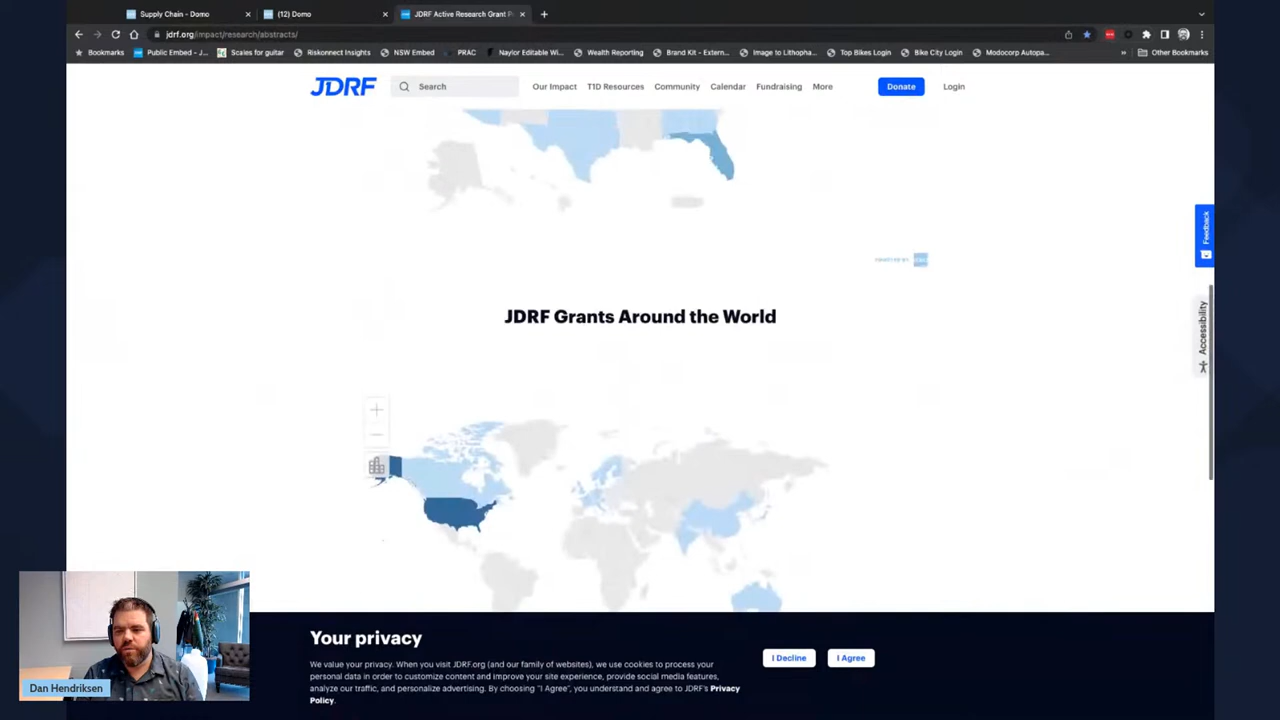 Supply Chain - Domo
(12) Domo
JDRF Active Research Grant P
jdrf.org/impact/research/abstracts/
Bookmarks
Public Embed - J...
Scales for guitar
Riskonnect Insights
NSW Embed
PRAC
Naylor Editable Wi...
Wealth Reporting
Brand Kit - Extern...
Image to Lithopha...
Top Bikes Login
Bike City Login
Modocorp Autopa...
Other Bookmarks
JDRF
Search
Our Impact
T1D Resources
Community
Calendar
Fundraising
More
Donate
Login
Feedback
Accessibility
JDRF Grants Around the World
Your privacy
We value your privacy. When you visit JDRF.org (and our family of websites), we use cookies to process your
personal data in order to customize content and improve your site experience, provide social media features,
analyze our traffic, and personalize advertising. By choosing "I Agree", you understand and agree to JDRF's Privacy
Policy.
I Decline
I Agree
Dan Hendriksen